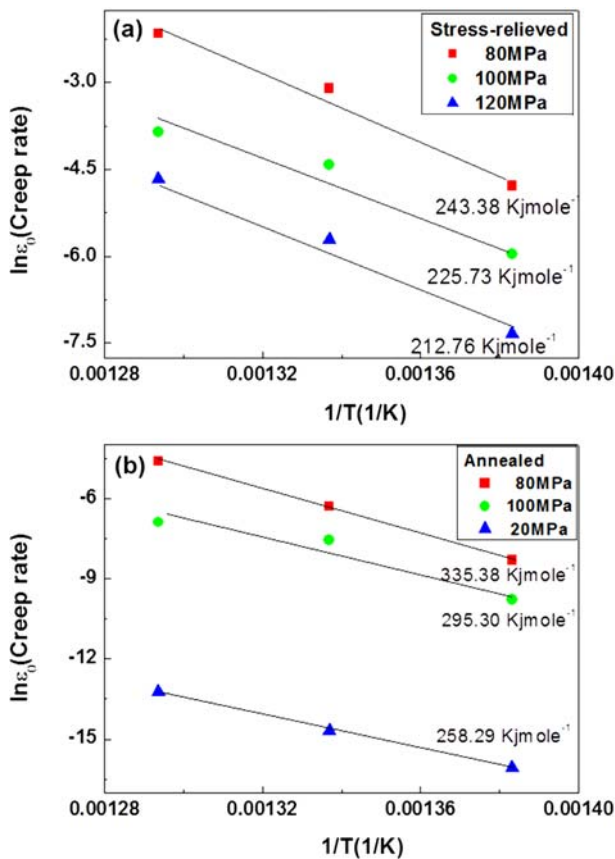 (a)
Stress-relieved
80MPa
100MPa
120MPa
-3.0
-4.5
-6.0
-7.5
lnε₀(Creep rate)
243.38 Kjmole⁻¹
225.73 Kjmole⁻¹
212.76 Kjmole⁻¹
0.00128 0.00132 0.00136 0.00140
1/T(1/K)
(b)
Annealed
80MPa
100MPa
20MPa
-6
-9
-12
-15
lnε₀(Creep rate)
335.38 Kjmole⁻¹
295.30 Kjmole⁻¹
258.29 Kjmole⁻¹
0.00128 0.00132 0.00136 0.00140
1/T(1/K)